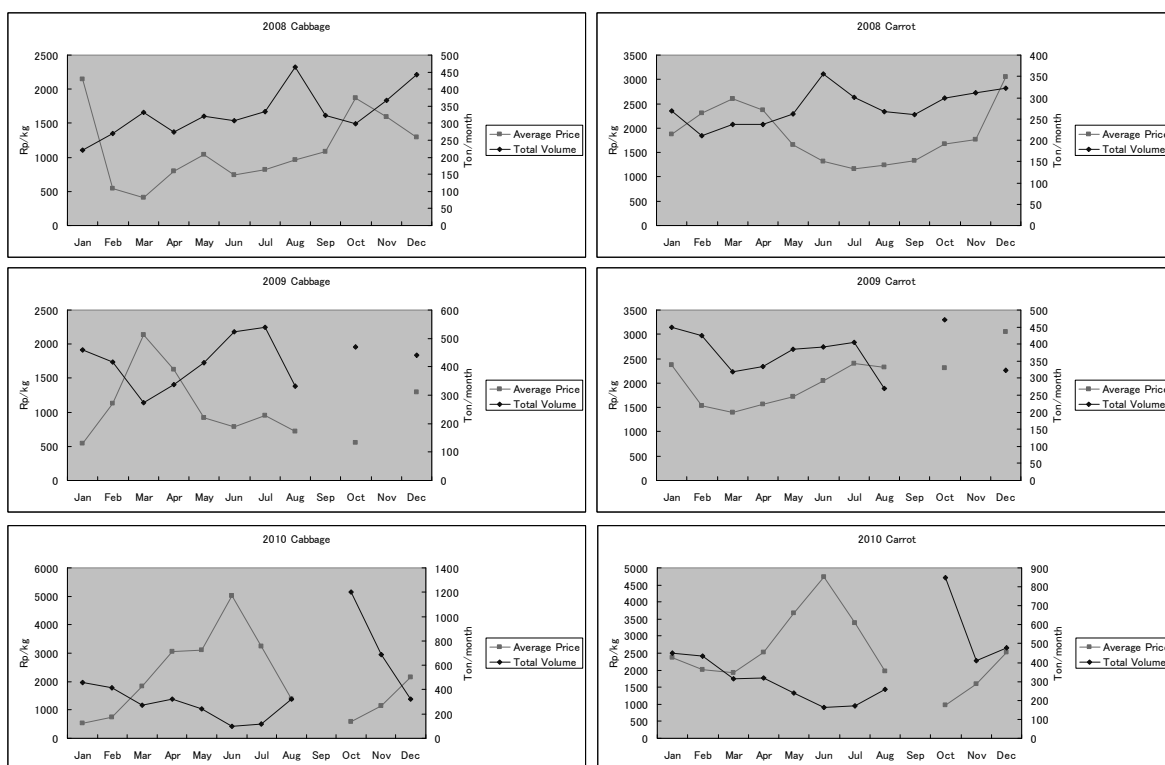 2008 Cabbage
Rp/kg
2500
2000
1500
1000
500
0
500
450
400
350
300
250
200
150
100
50
0
Ton/month
Jan Feb Mar Apr May Jun Jul Aug Sep Oct Nov Dec
Average Price
Total Volume
2008 Carrot
Rp/kg
3500
3000
2500
2000
1500
1000
500
0
400
350
300
250
200
150
100
50
0
Ton/month
Jan Feb Mar Apr May Jun Jul Aug Sep Oct Nov Dec
Average Price
Total Volume
2009 Cabbage
Rp/kg
2500
2000
1500
1000
500
0
600
500
400
300
200
100
0
Ton/month
Jan Feb Mar Apr May Jun Jul Aug Sep Oct Nov Dec
Average Price
Total Volume
2009 Carrot
Rp/kg
3500
3000
2500
2000
1500
1000
500
0
500
450
400
350
300
250
200
150
100
50
0
Ton/month
Jan Feb Mar Apr May Jun Jul Aug Sep Oct Nov Dec
Average Price
Total Volume
2010 Cabbage
Rp/kg
6000
5000
4000
3000
2000
1000
0
1400
1200
1000
800
600
400
200
0
Ton/month
Jan Feb Mar Apr May Jun Jul Aug Sep Oct Nov Dec
Average Price
Total Volume
2010 Carrot
Rp/kg
5000
4500
4000
3500
3000
2500
2000
1500
1000
500
0
900
800
700
600
500
400
300
200
100
0
Ton/month
Jan Feb Mar Apr May Jun Jul Aug Sep Oct Nov Dec
Average Price
Total Volume